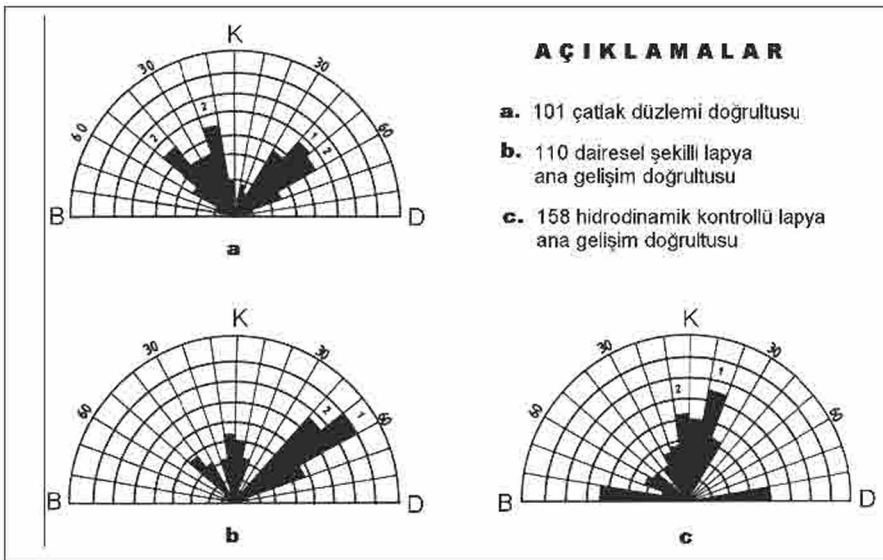 K
30
30
60
60
2
2
1
2
B
D
a
AÇIKLAMALAR
a. 101 çatlak düzlemi doğrultusu
b. 110 dairesel şekilli lapya
ana gelişim doğrultusu
c. 158 hidrodinamik kontrollü lapya
ana gelişim doğrultusu
K
30
30
60
60
2
1
B
D
b
K
30
30
60
60
2
1
B
D
c